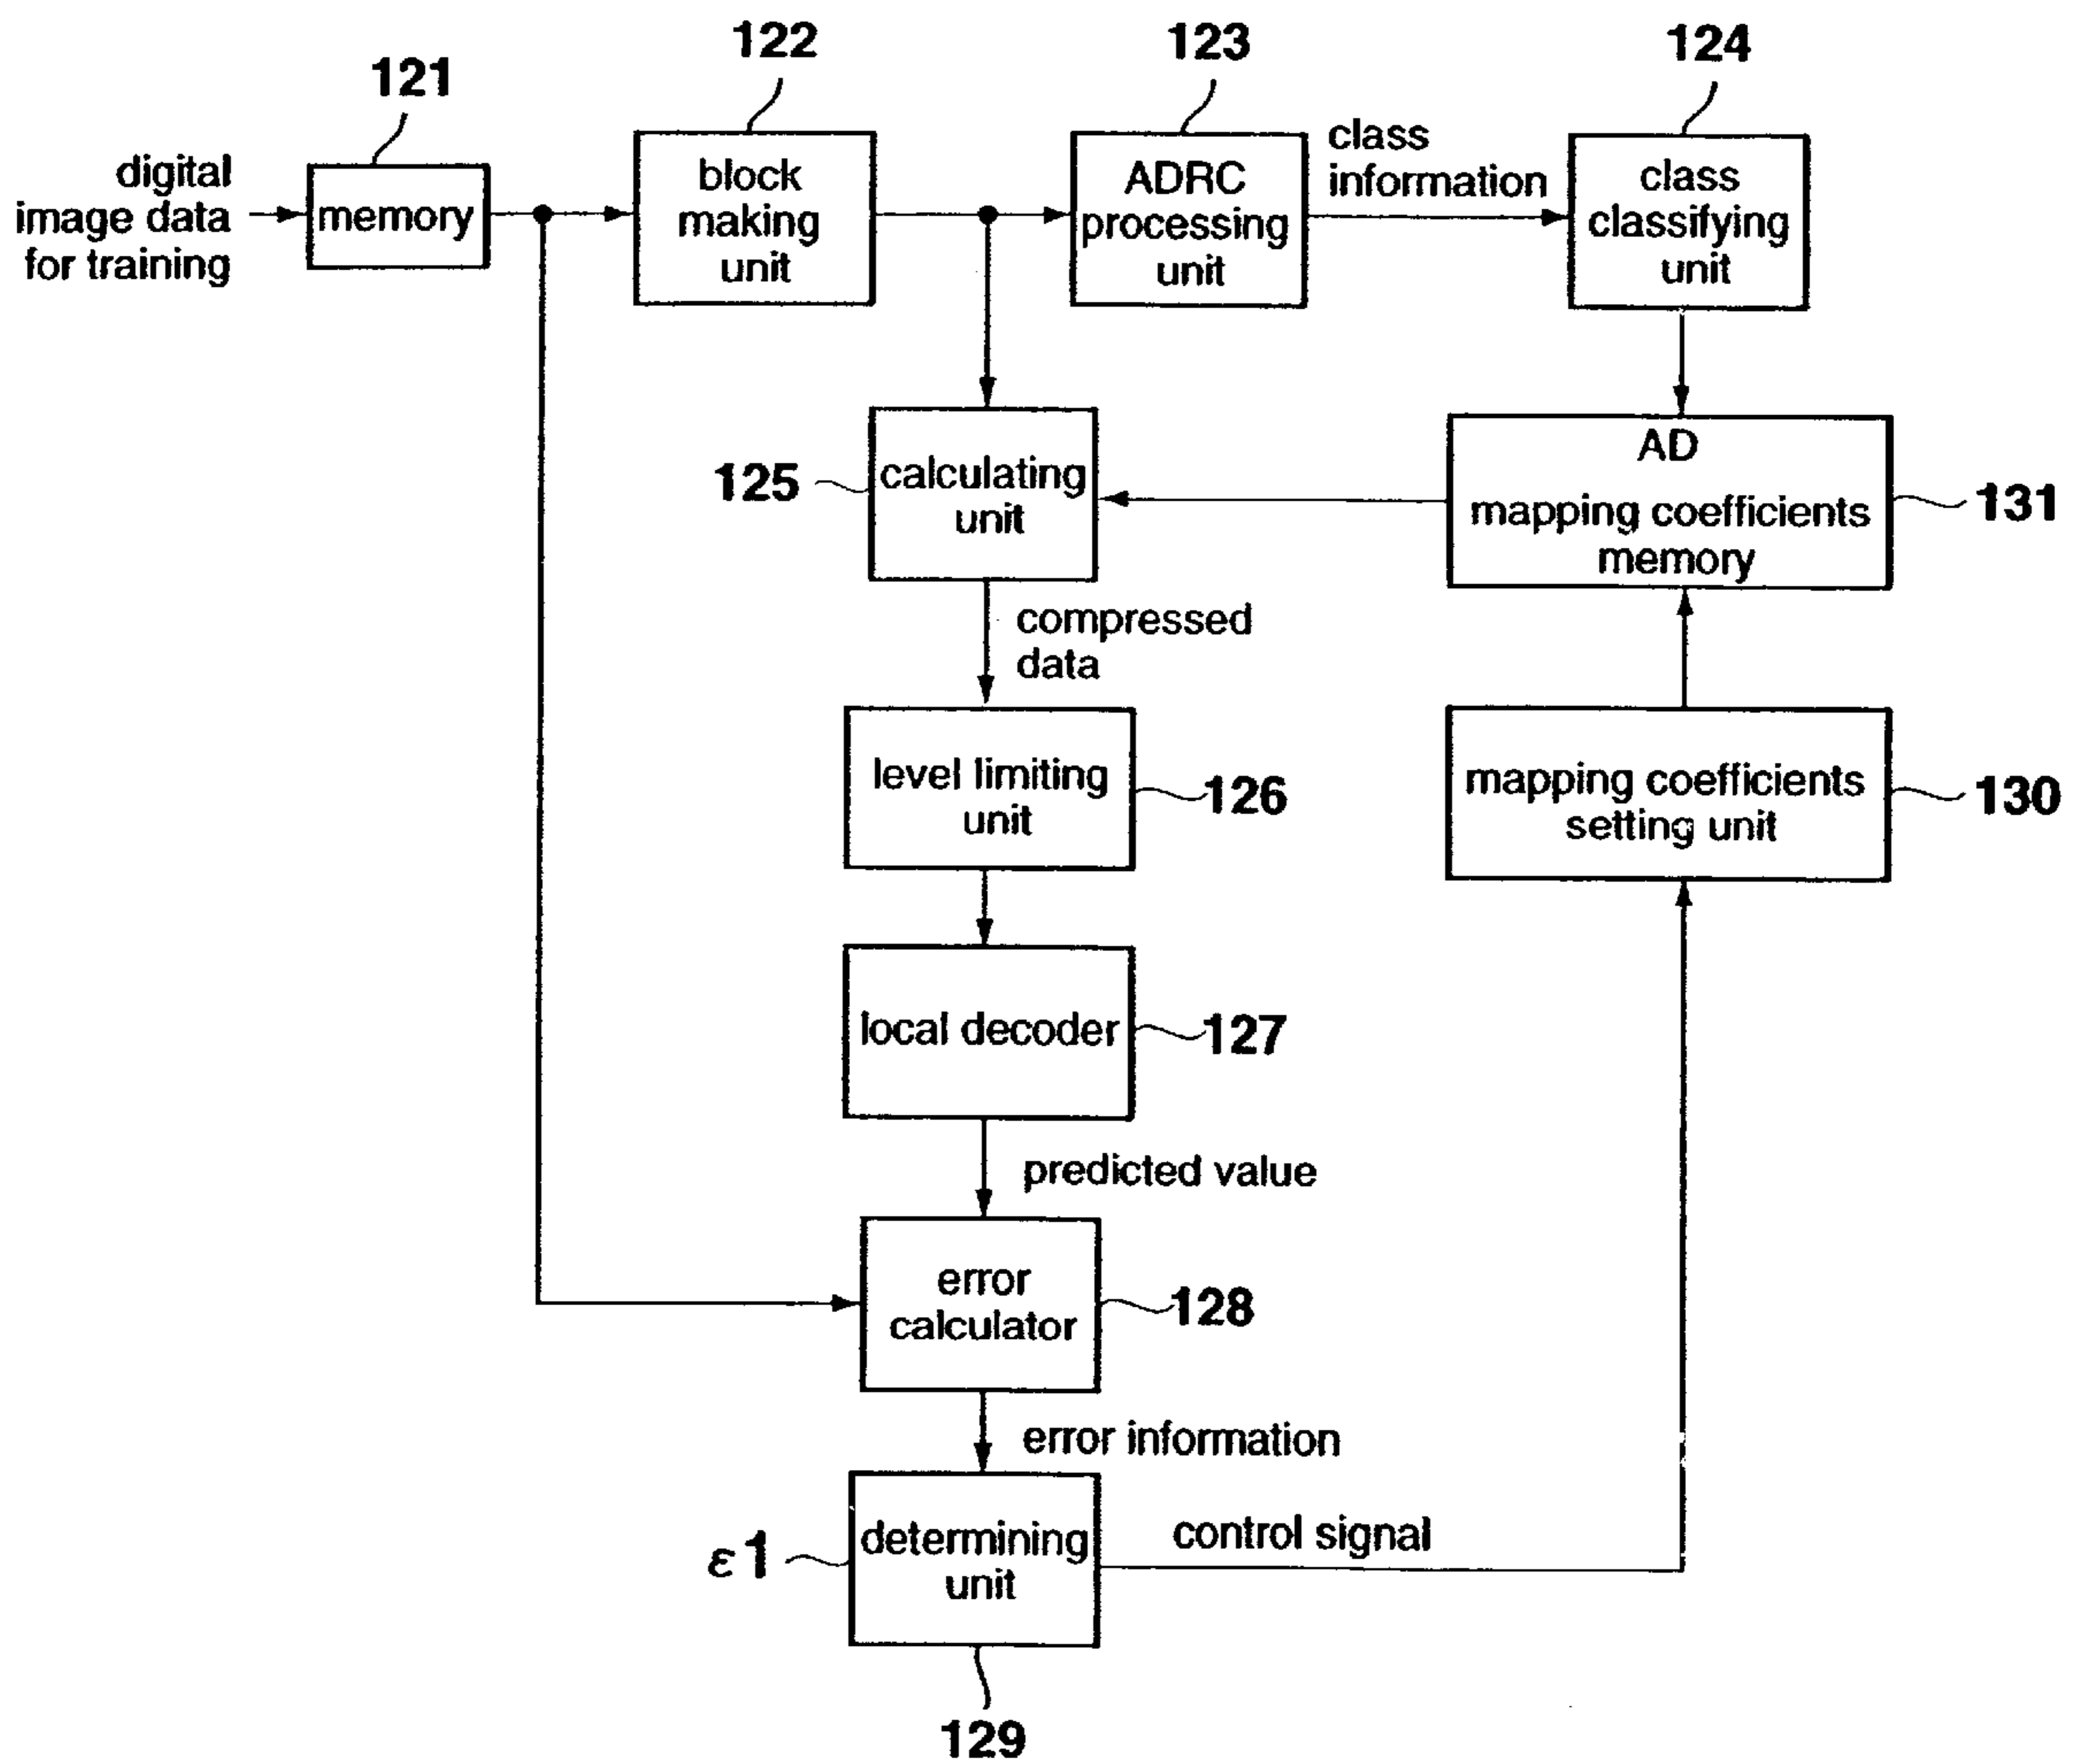 122
123
124
121
digital
image data
for training
memory
block
making
unit
ADRC
processing
unit
class
information
class
classifying
unit
125
calculating
unit
AD
mapping coefficients
memory
131
compressed
data
level limiting
unit
126
mapping coefficients
setting unit
130
local decoder
127
predicted value
error
calculator
128
error information
ε1
determining
unit
control signal
129